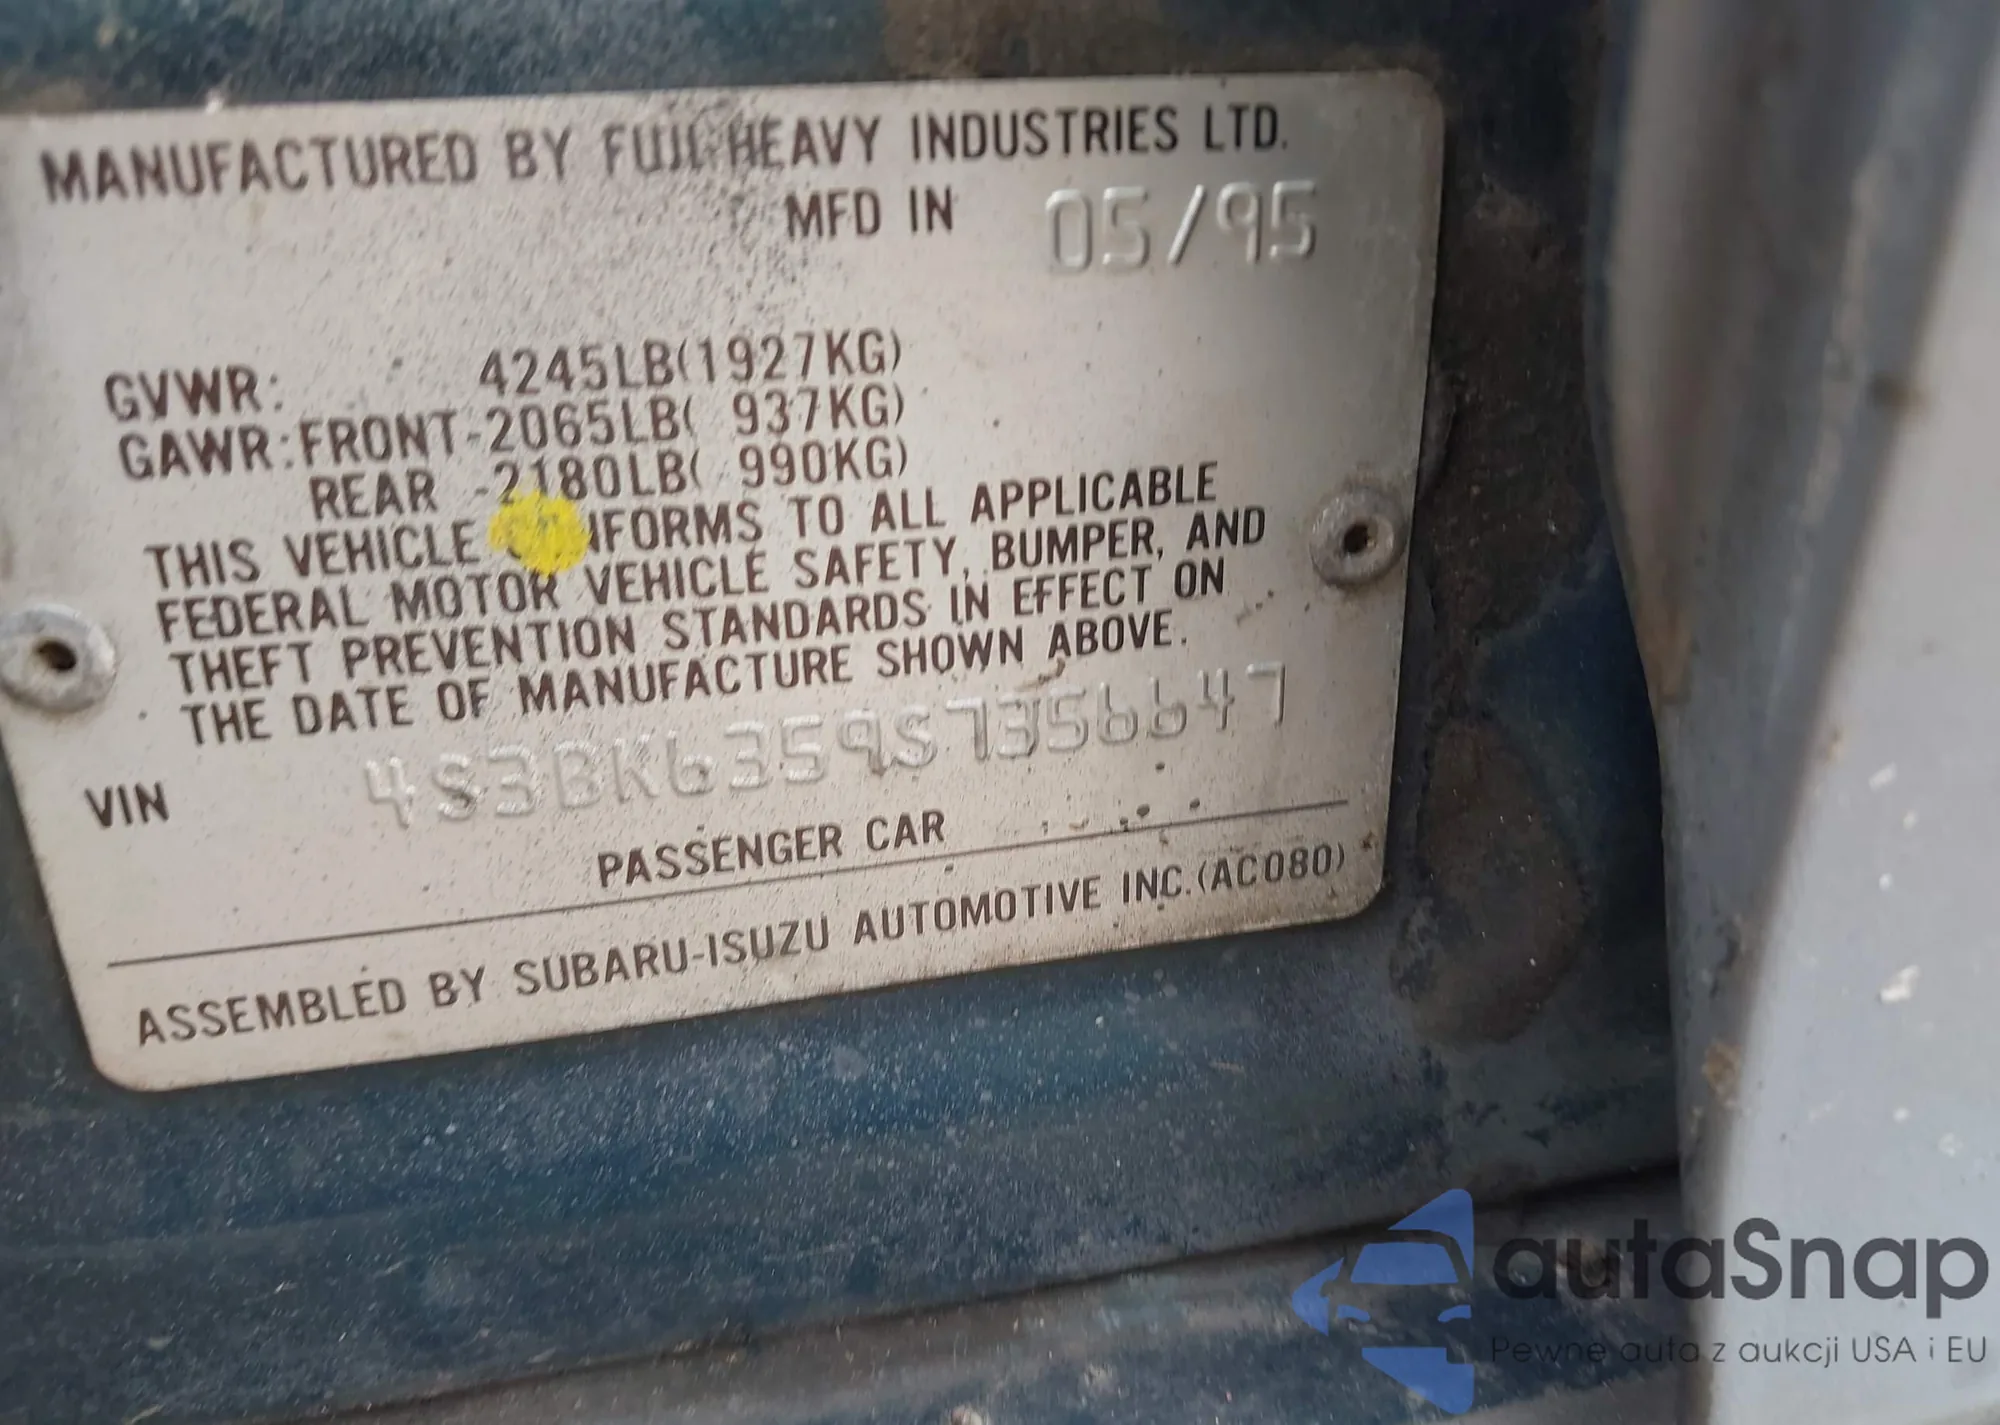 MANUFACTURED BY FUJI HEAVY INDUSTRIES LTD.
MFD IN 05/95
GVWR: 4245LB(1927KG)
GAWR:FRONT-2065LB( 937KG)
REAR -2180LB( 990KG)
THIS VEHICLE CONFORMS TO ALL APPLICABLE
FEDERAL MOTOR VEHICLE SAFETY, BUMPER, AND
THEFT PREVENTION STANDARDS IN EFFECT ON
THE DATE OF MANUFACTURE SHOWN ABOVE.
VIN 4S3BK6359S7356647
PASSENGER CAR
ASSEMBLED BY SUBARU-ISUZU AUTOMOTIVE INC.(AC080)
autaSnap
Pewne auta z aukcji USA i EU